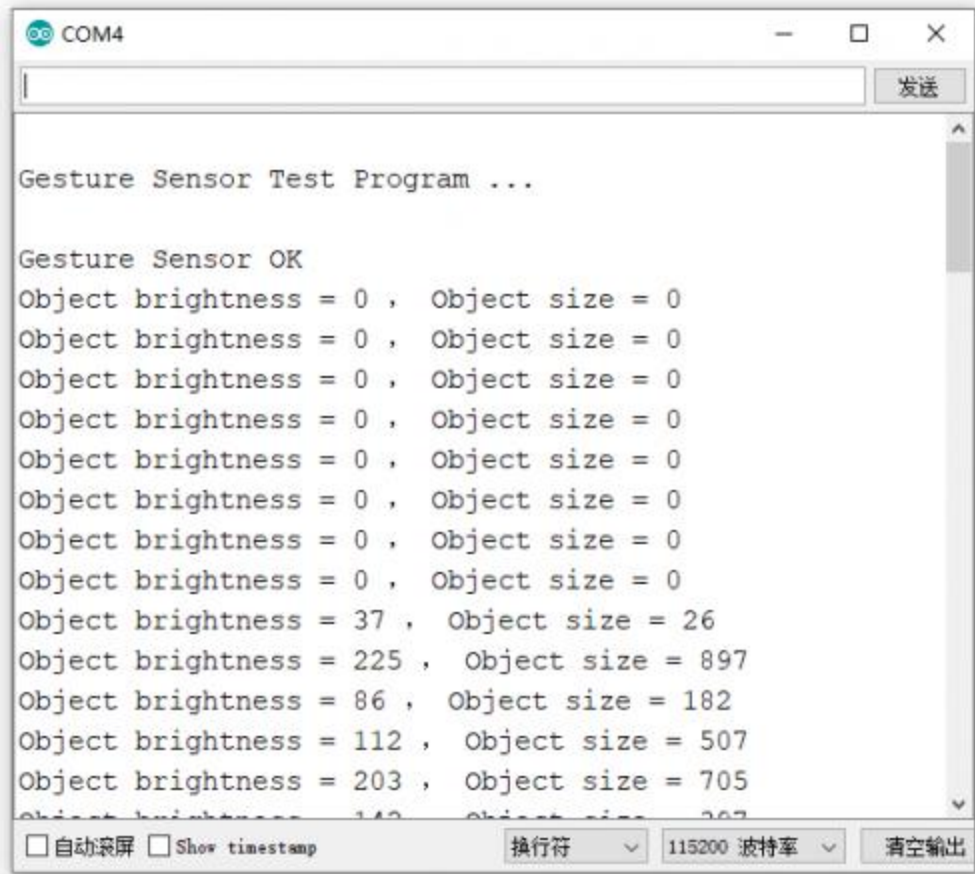 COM4
发送
Gesture Sensor Test Program ...
Gesture Sensor OK
Object brightness = 0 , Object size = 0
Object brightness = 0 , Object size = 0
Object brightness = 0 , Object size = 0
Object brightness = 0 , Object size = 0
Object brightness = 0 , Object size = 0
Object brightness = 0 , Object size = 0
Object brightness = 0 , Object size = 0
Object brightness = 0 , Object size = 0
Object brightness = 37 , Object size = 26
Object brightness = 225 , Object size = 897
Object brightness = 86 , Object size = 182
Object brightness = 112 , Object size = 507
Object brightness = 203 , Object size = 705
自动滚屏 Show timestamp 换行符 115200 波特率 清空输出